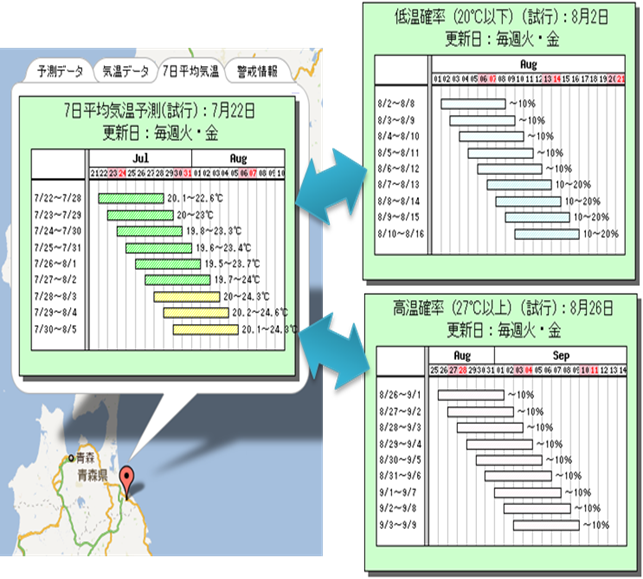 予測データ
気温データ
7日平均気温
警戒情報
7日平均気温予測(試行)：7月22日
更新日：毎週火・金
Jul
Aug
21 22 23 24 25 26 27 28 29 30 31 01 02 03 04 05 06 07 08 09 10
7/22～7/28 20.1～22.6℃
7/23～7/29 20～23℃
7/24～7/30 19.8～23.3℃
7/25～7/31 19.6～23.4℃
7/26～8/1 19.5～23.7℃
7/27～8/2 19.7～24℃
7/28～8/3 20～24.3℃
7/29～8/4 20.2～24.6℃
7/30～8/5 20.1～24.3℃
青森
青森県
低温確率（20℃以下）（試行）：8月2日
更新日：毎週火・金
Aug
01 02 03 04 05 06 07 08 09 10 11 12 13 14 15 16 17 18 19 20 21
8/2～8/8 ～10%
8/3～8/9 ～10%
8/4～8/10 ～10%
8/5～8/11 ～10%
8/6～8/12 ～10%
8/7～8/13 10～20%
8/8～8/14 10～20%
8/9～8/15 10～20%
8/10～8/16 10～20%
高温確率（27℃以上）（試行）：8月26日
更新日：毎週火・金
Aug
Sep
25 26 27 28 29 30 31 01 02 03 04 05 06 07 08 09 10 11 12 13 14
8/26～9/1 ～10%
8/27～9/2 ～10%
8/28～9/3 ～10%
8/29～9/4 ～10%
8/30～9/5 ～10%
8/31～9/6 ～10%
9/1～9/7 ～10%
9/2～9/8 ～10%
9/3～9/9 ～10%